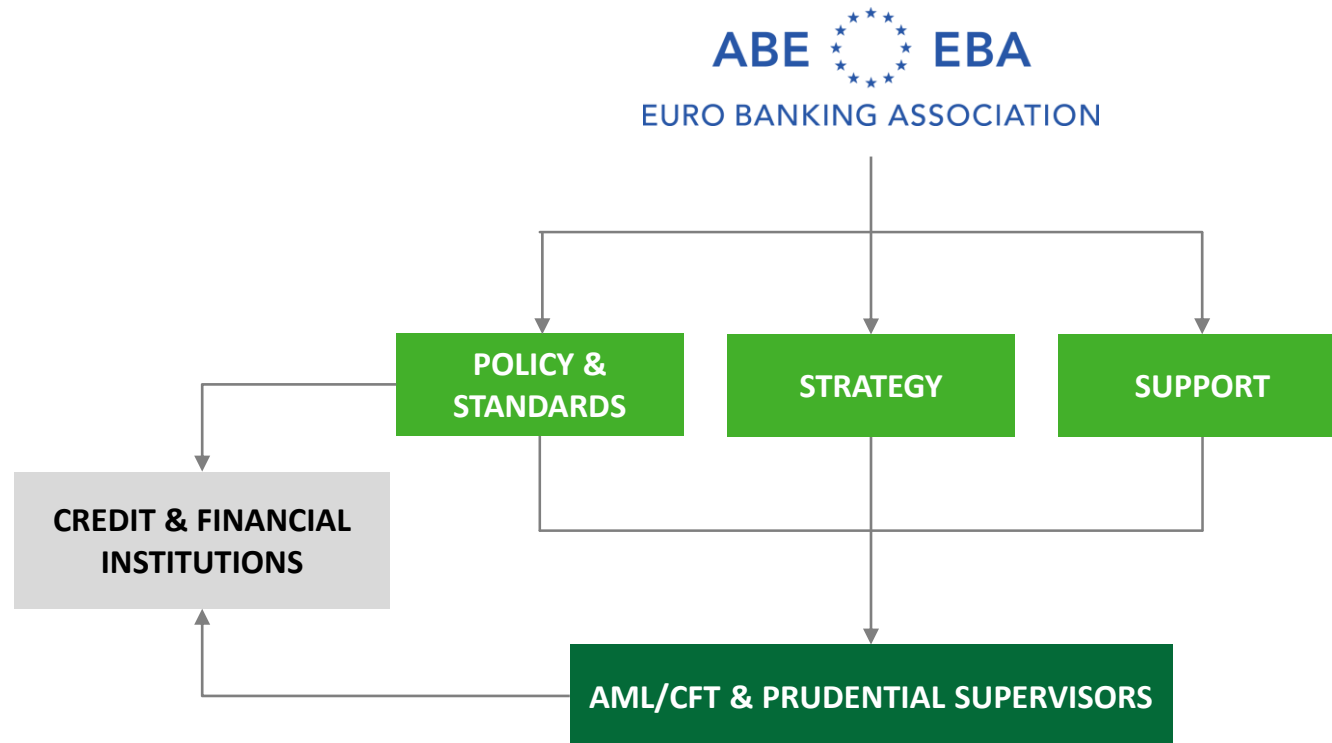 ABE EBA
EURO BANKING ASSOCIATION
POLICY &
STANDARDS
STRATEGY
SUPPORT
CREDIT & FINANCIAL
INSTITUTIONS
AML/CFT & PRUDENTIAL SUPERVISORS